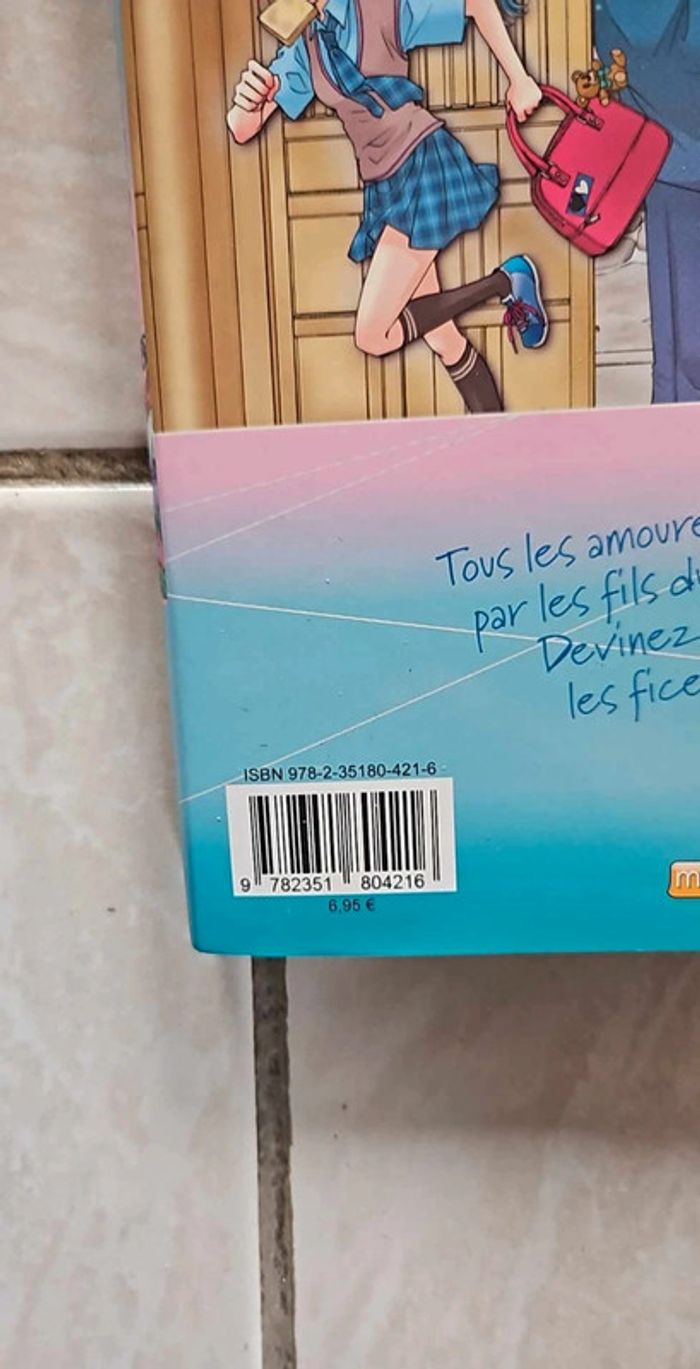 Tous les amoure
par les fils du
Devinez
les fice
ISBN 978-2-35180-421-6
9 782351 804216
6,95 €
m